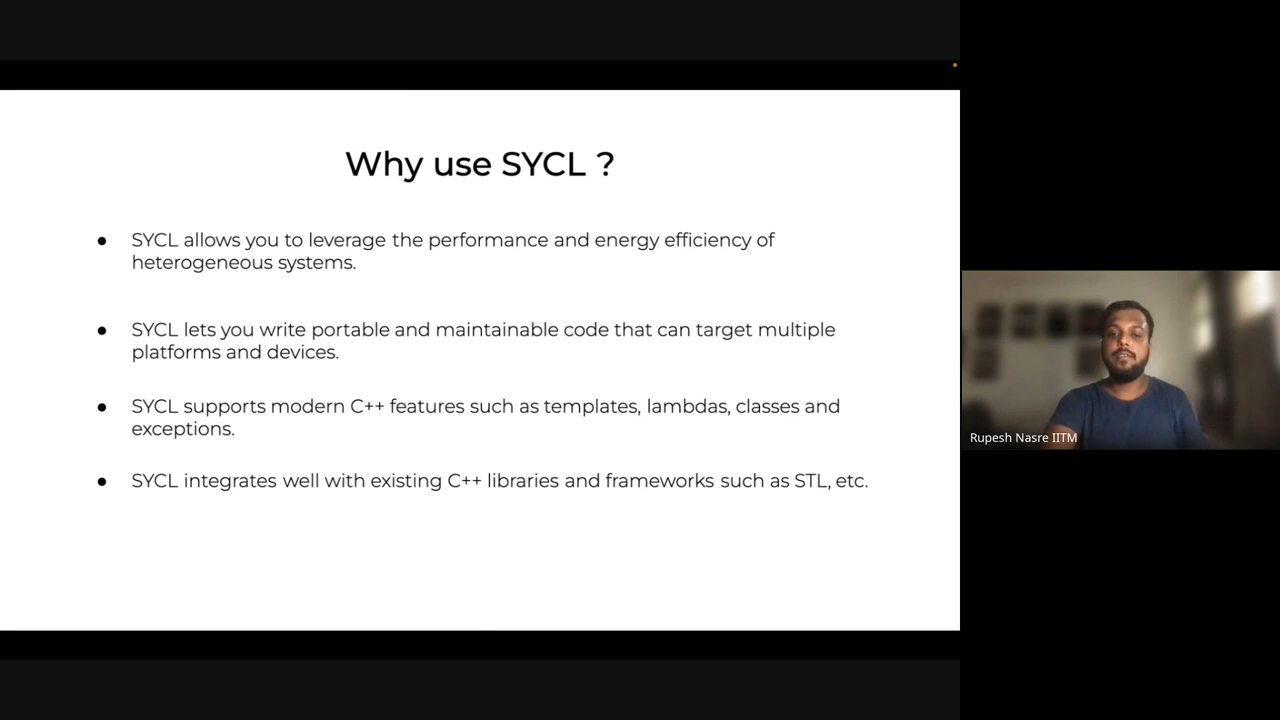 Why use SYCL ?
● SYCL allows you to leverage the performance and energy efficiency of
heterogeneous systems.
● SYCL lets you write portable and maintainable code that can target multiple
platforms and devices.
● SYCL supports modern C++ features such as templates, lambdas, classes and
exceptions.
● SYCL integrates well with existing C++ libraries and frameworks such as STL, etc.
Rupesh Nasre IITM